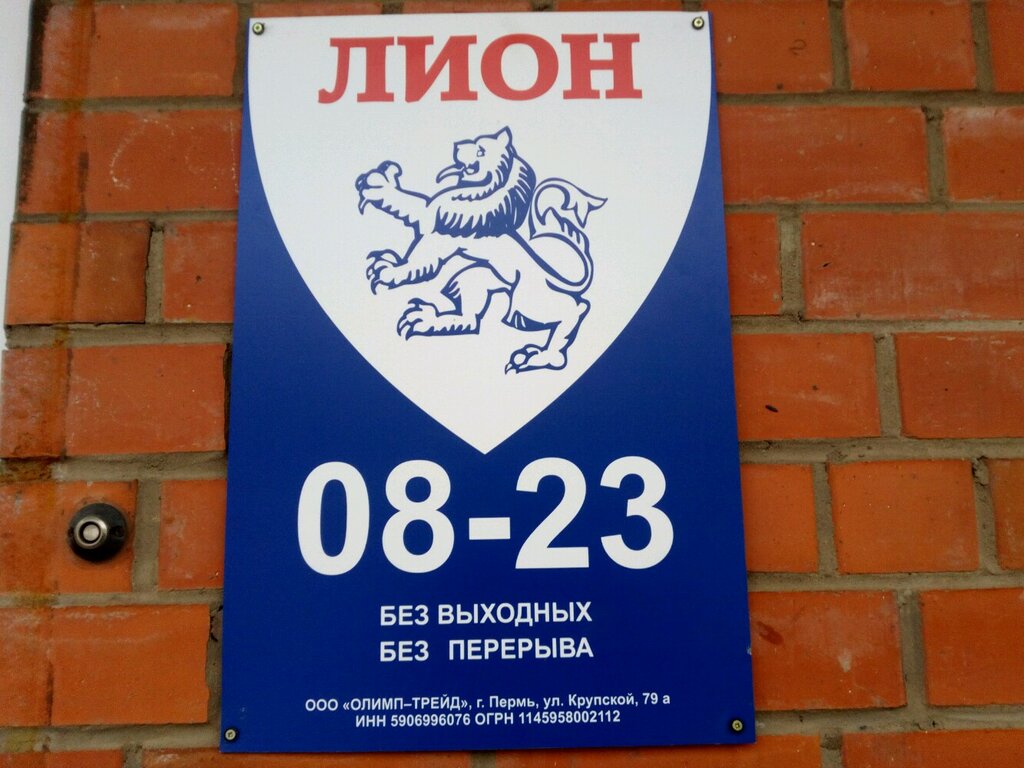 ЛИОН
08-23
БЕЗ ВЫХОДНЫХ
БЕЗ ПЕРЕРЫВА
ООО «ОЛИМП–ТРЕЙД», г. Пермь, ул. Крупской, 79 а
ИНН 5906996076 ОГРН 1145958002112